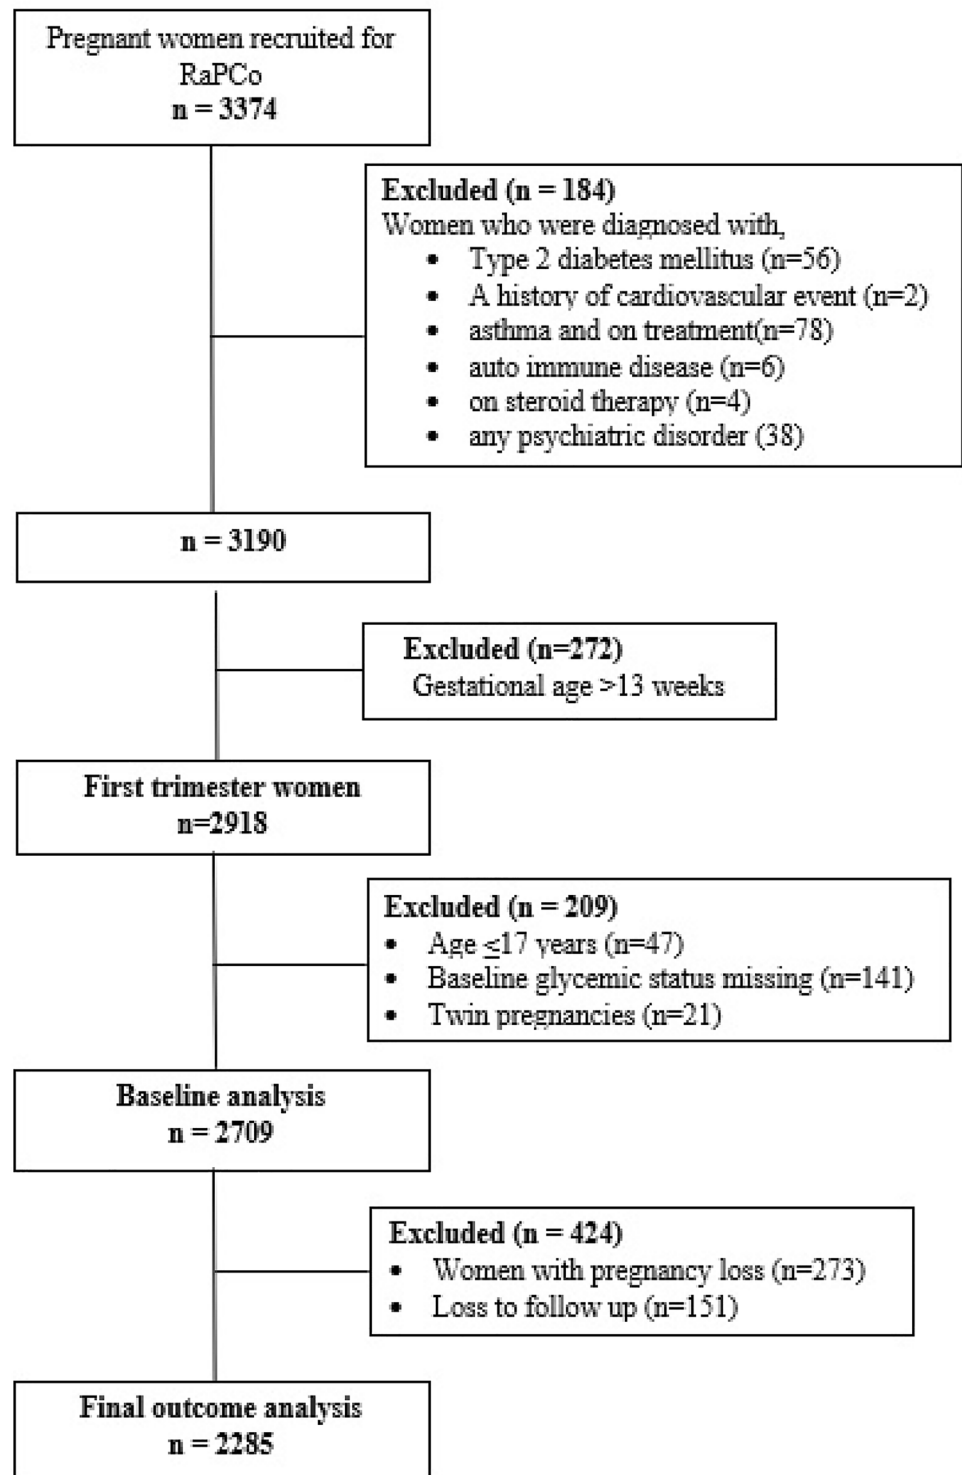 Pregnant women recruited for
RaPCo
n = 3374
Excluded (n = 184)
Women who were diagnosed with,
• Type 2 diabetes mellitus (n=56)
• A history of cardiovascular event (n=2)
• asthma and on treatment(n=78)
• auto immune disease (n=6)
• on steroid therapy (n=4)
• any psychiatric disorder (38)
n = 3190
Excluded (n=272)
Gestational age >13 weeks
First trimester women
n=2918
Excluded (n = 209)
• Age ≤17 years (n=47)
• Baseline glycemic status missing (n=141)
• Twin pregnancies (n=21)
Baseline analysis
n = 2709
Excluded (n = 424)
• Women with pregnancy loss (n=273)
• Loss to follow up (n=151)
Final outcome analysis
n = 2285